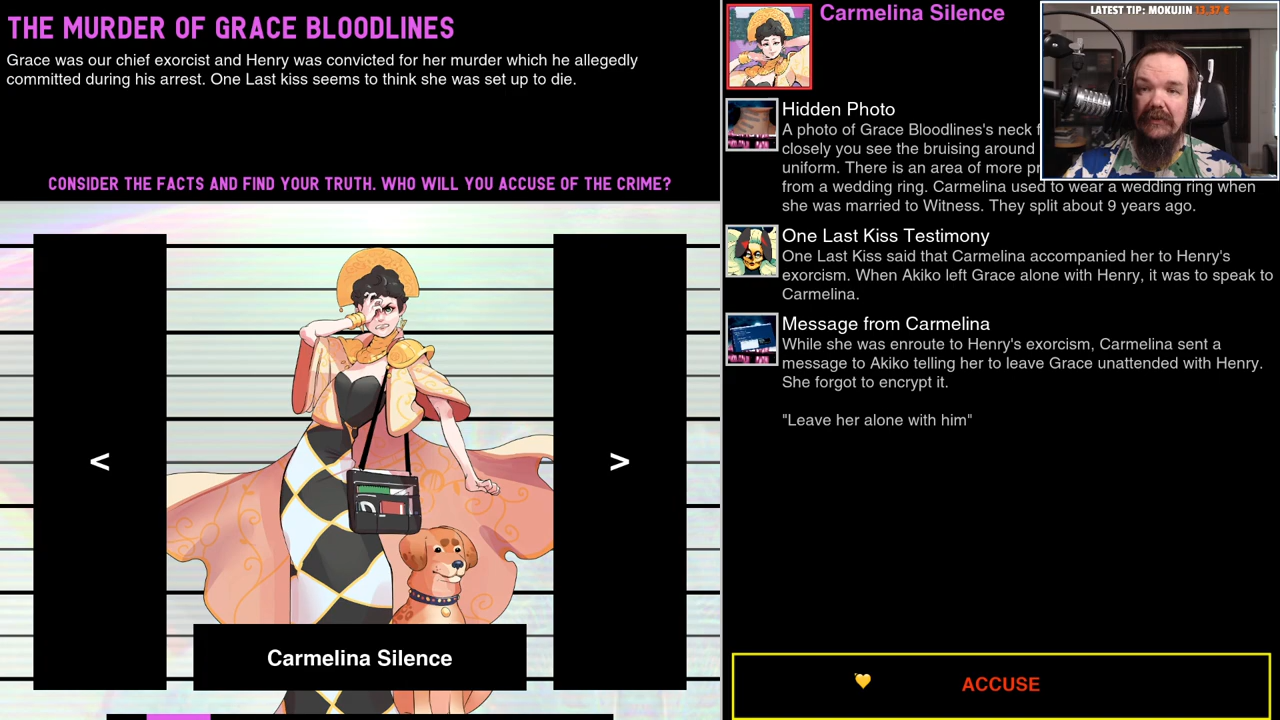 THE MURDER OF GRACE BLOODLINES
Grace was our chief exorcist and Henry was convicted for her murder which he allegedly
committed during his arrest. One Last kiss seems to think she was set up to die.
CONSIDER THE FACTS AND FIND YOUR TRUTH. WHO WILL YOU ACCUSE OF THE CRIME?
<
>
Carmelina Silence
Carmelina Silence
LATEST TIP: MOKUJIN 13,37 €
Hidden Photo
A photo of Grace Bloodlines's neck
closely you see the bruising around
uniform. There is an area of more
from a wedding ring. Carmelina used to wear a wedding ring when
she was married to Witness. They split about 9 years ago.
One Last Kiss Testimony
One Last Kiss said that Carmelina accompanied her to Henry's
exorcism. When Akiko left Grace alone with Henry, it was to speak to
Carmelina.
Message from Carmelina
While she was enroute to Henry's exorcism, Carmelina sent a
message to Akiko telling her to leave Grace unattended with Henry.
She forgot to encrypt it.
"Leave her alone with him"
ACCUSE